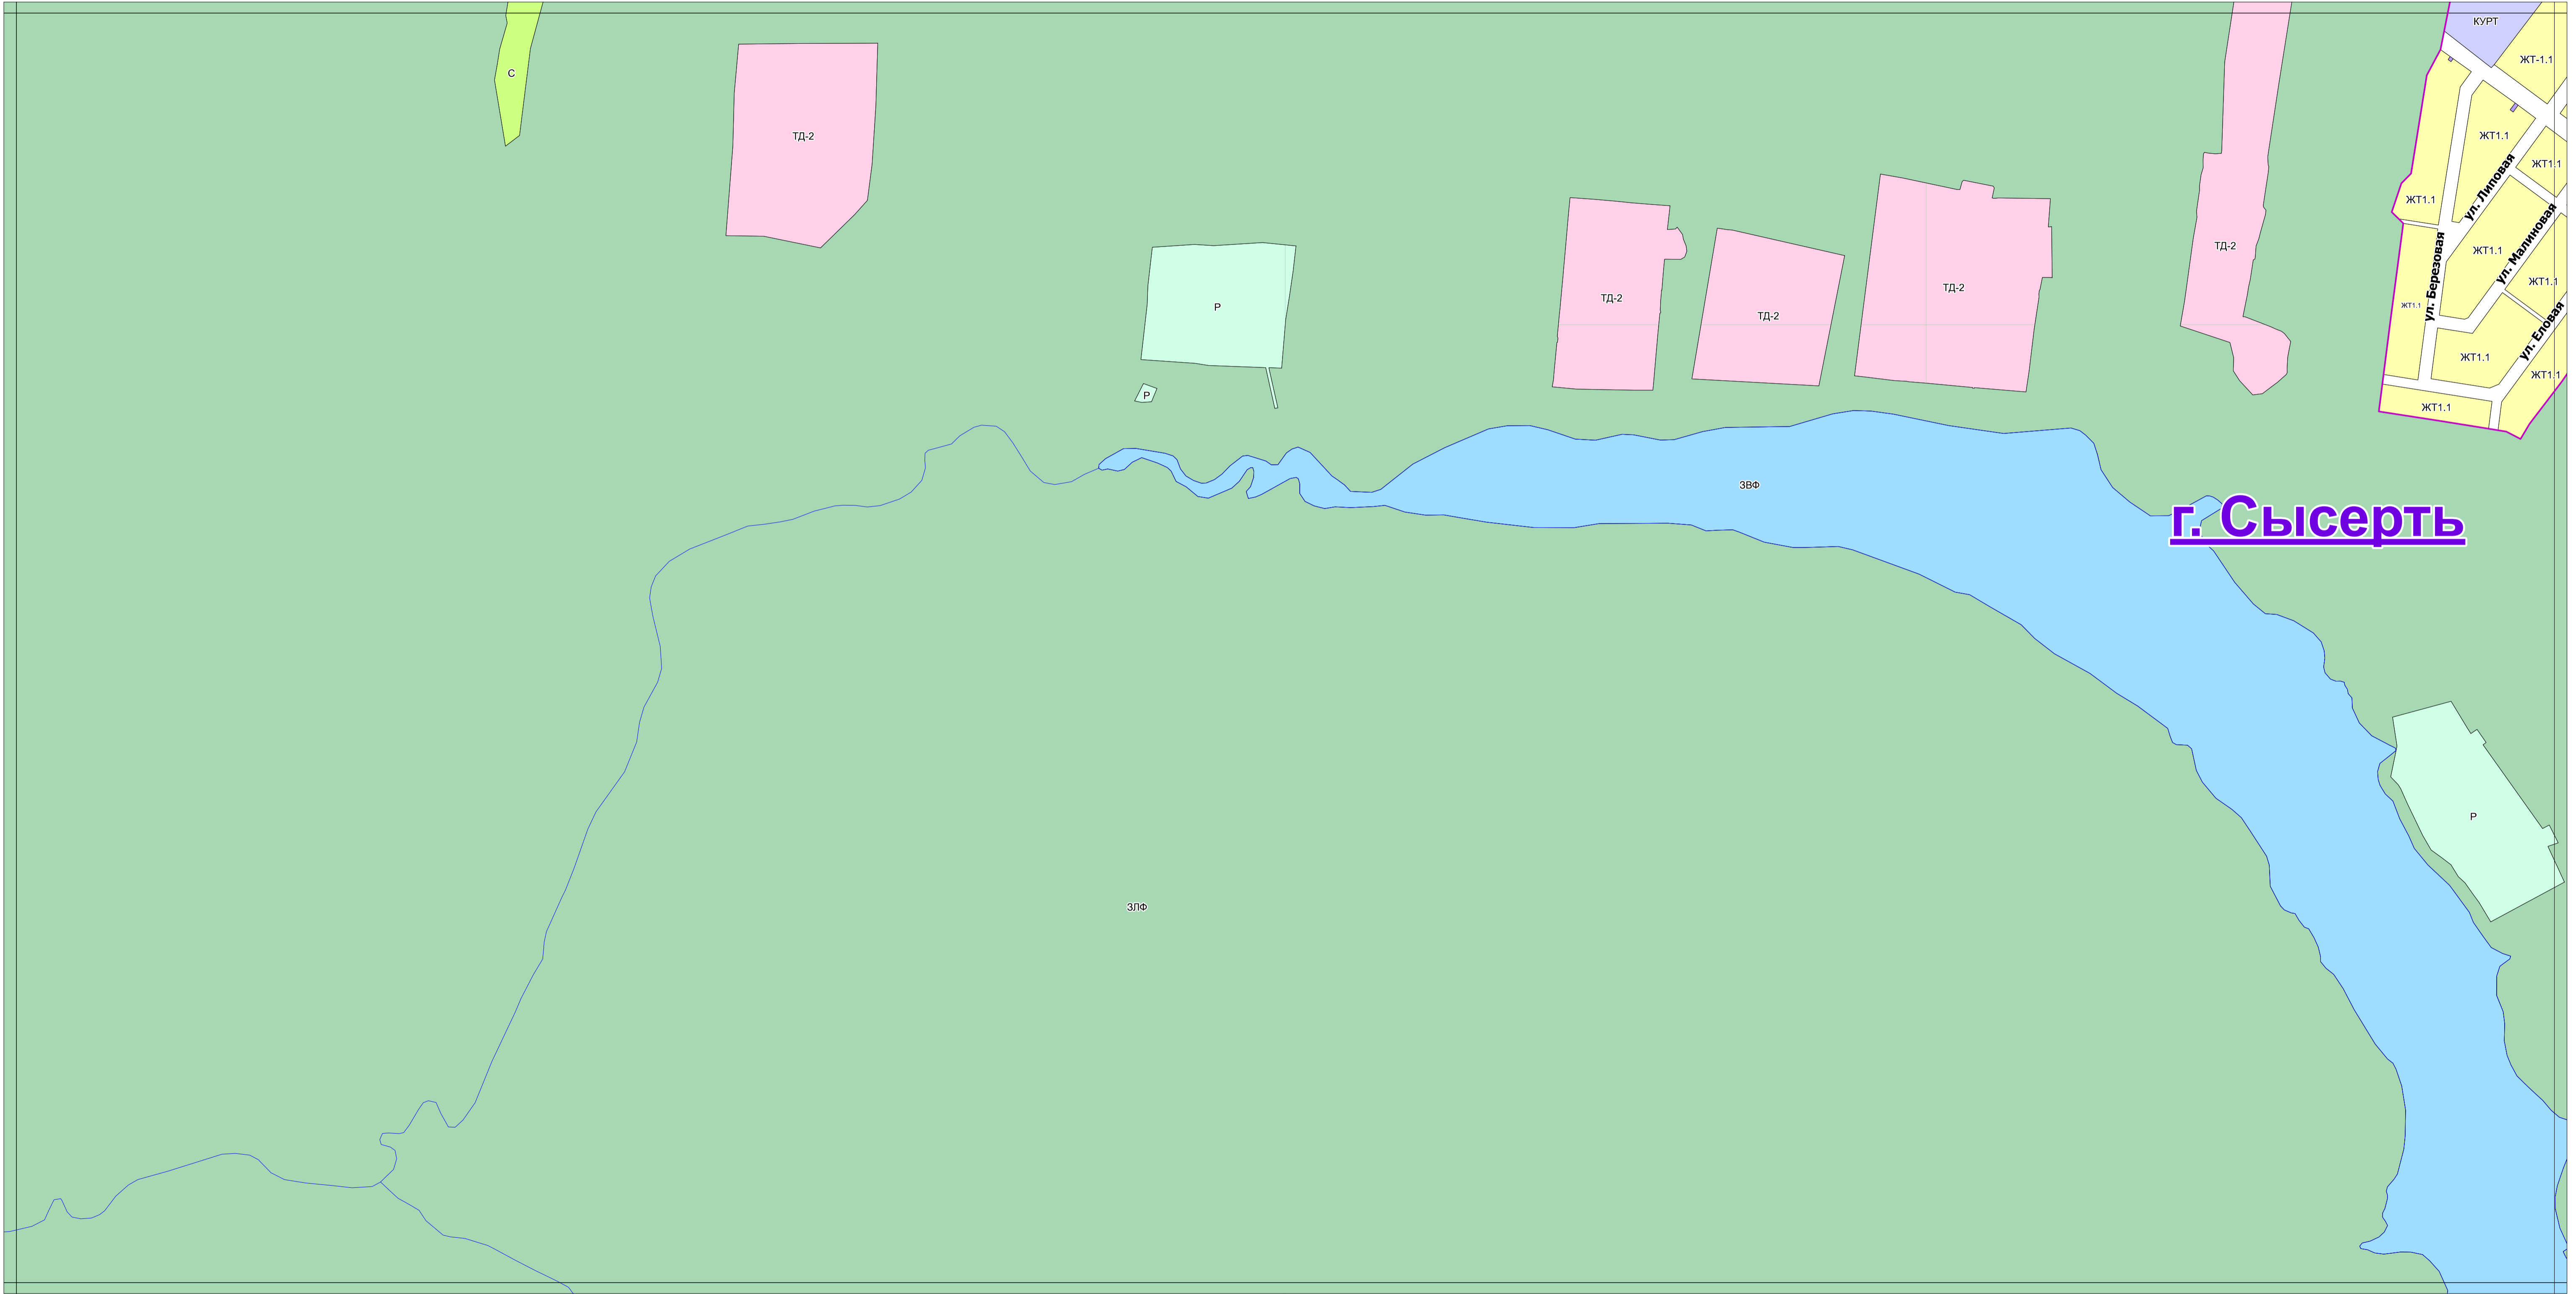 КУРТ
ЖТ-1.1
С
ТД-2
ЖТ1.1
ЖТ1.1
ул. Липовая
ЖТ1.1
ул. Малиновая
ТД-2
ЖТ1.1
ул. Березовая
ЖТ1.1
ТД-2
ТД-2
ТД-2
Р
ЖТ1.1
ул. Еловая
ЖТ1.1
ЖТ1.1
Р
ЖТ1.1
ЗВФ
г. Сысерть
Р
ЗЛФ